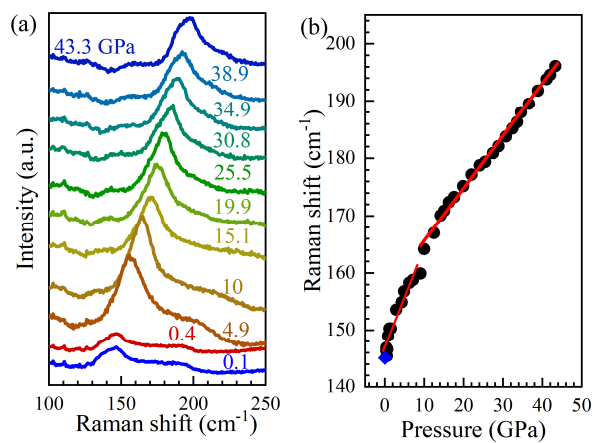 (a)
43.3 GPa
38.9
34.9
30.8
25.5
19.9
15.1
10
4.9
0.4
0.1
Intensity (a.u.)
100 150 200 250
Raman shift (cm⁻¹)
(b)
200
190
180
170
160
150
140
Raman shift (cm⁻¹)
0 10 20 30 40 50
Pressure (GPa)